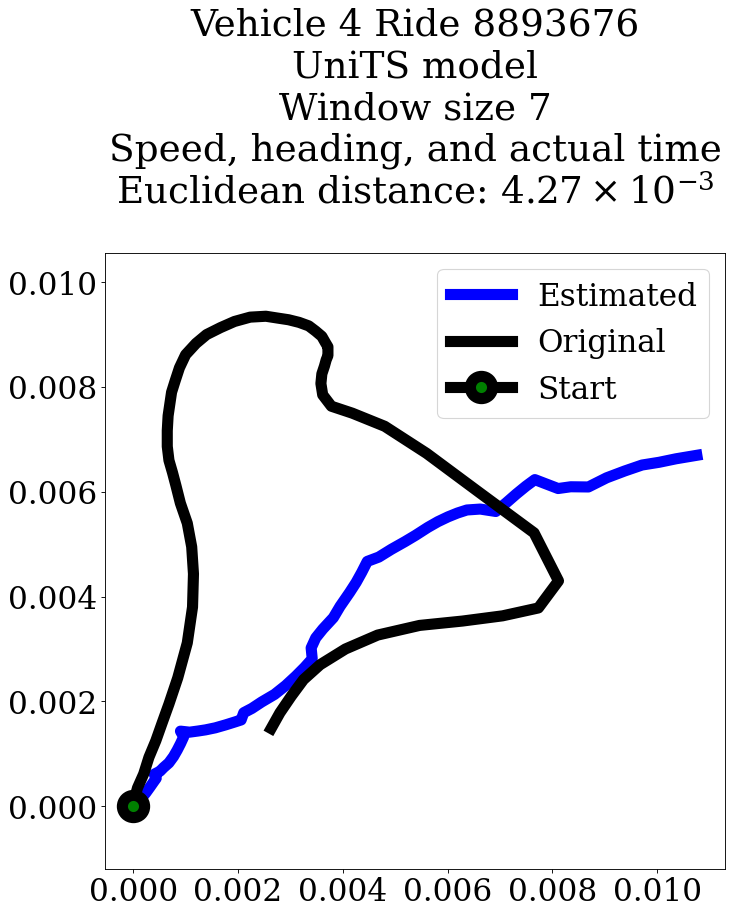 Vehicle 4 Ride 8893676
UniTS model
Window size 7
Speed, heading, and actual time
Euclidean distance: 4.27 × 10⁻³
Estimated
Original
Start
0.010
0.008
0.006
0.004
0.002
0.000
0.000 0.002 0.004 0.006 0.008 0.010